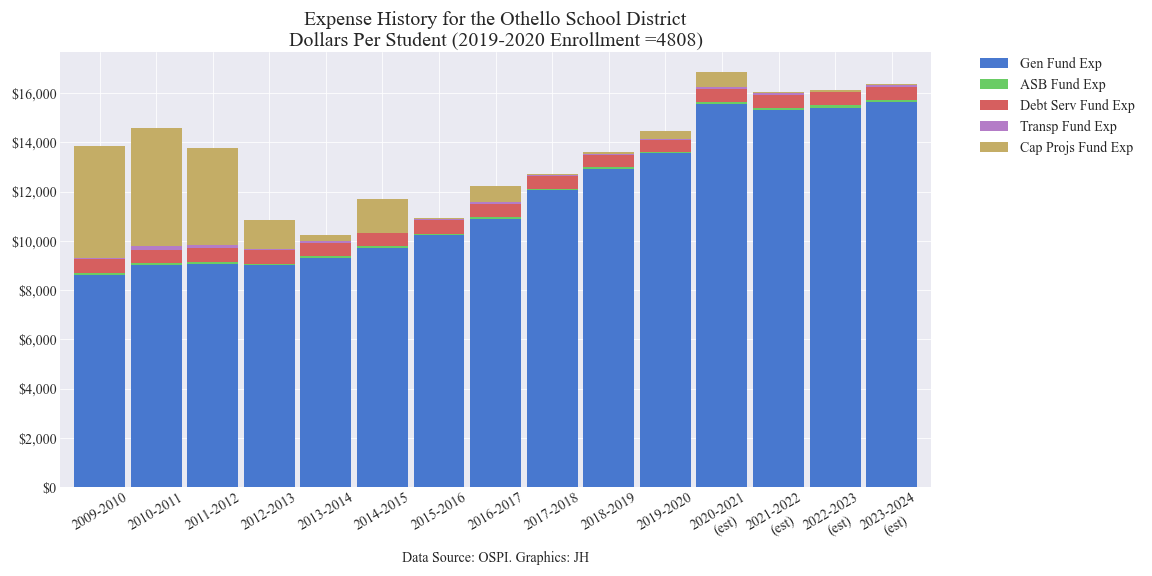 Expense History for the Othello School District
Dollars Per Student (2019-2020 Enrollment =4808)
Gen Fund Exp
ASB Fund Exp
Debt Serv Fund Exp
Transp Fund Exp
Cap Projs Fund Exp
$16,000
$14,000
$12,000
$10,000
$8,000
$6,000
$4,000
$2,000
$0
2009-2010
2010-2011
2011-2012
2012-2013
2013-2014
2014-2015
2015-2016
2016-2017
2017-2018
2018-2019
2019-2020
2020-2021
(est)
2021-2022
(est)
2022-2023
(est)
2023-2024
(est)
Data Source: OSPI. Graphics: JH